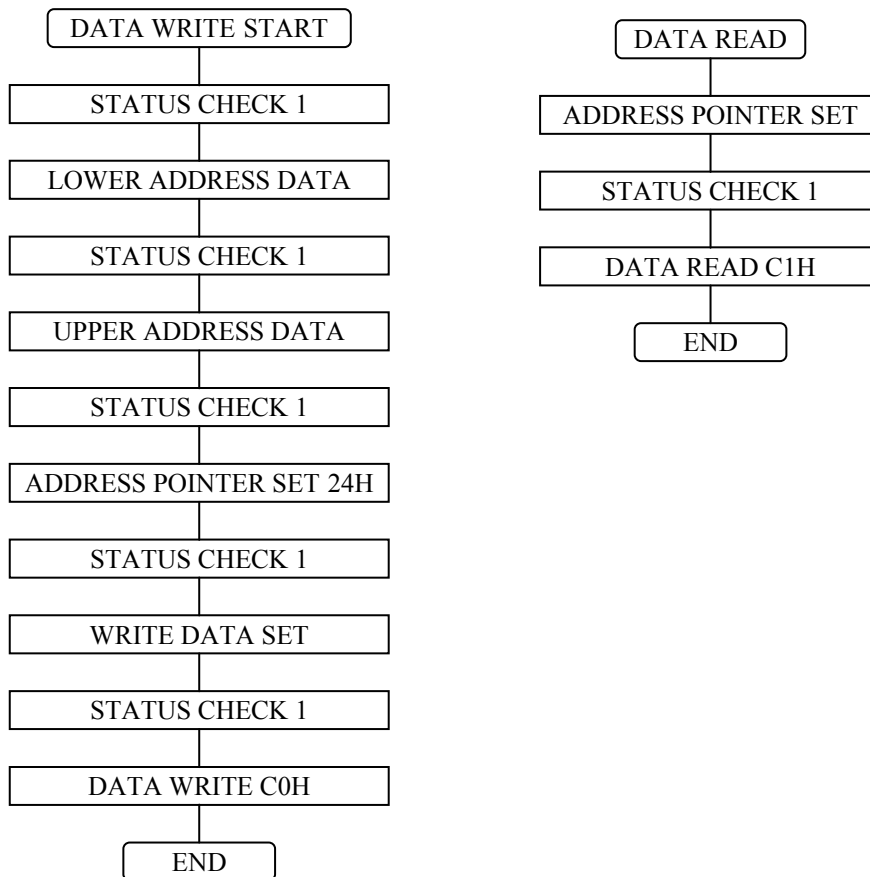 DATA WRITE START
STATUS CHECK 1
LOWER ADDRESS DATA
STATUS CHECK 1
UPPER ADDRESS DATA
STATUS CHECK 1
ADDRESS POINTER SET 24H
STATUS CHECK 1
WRITE DATA SET
STATUS CHECK 1
DATA WRITE C0H
END
DATA READ
ADDRESS POINTER SET
STATUS CHECK 1
DATA READ C1H
END